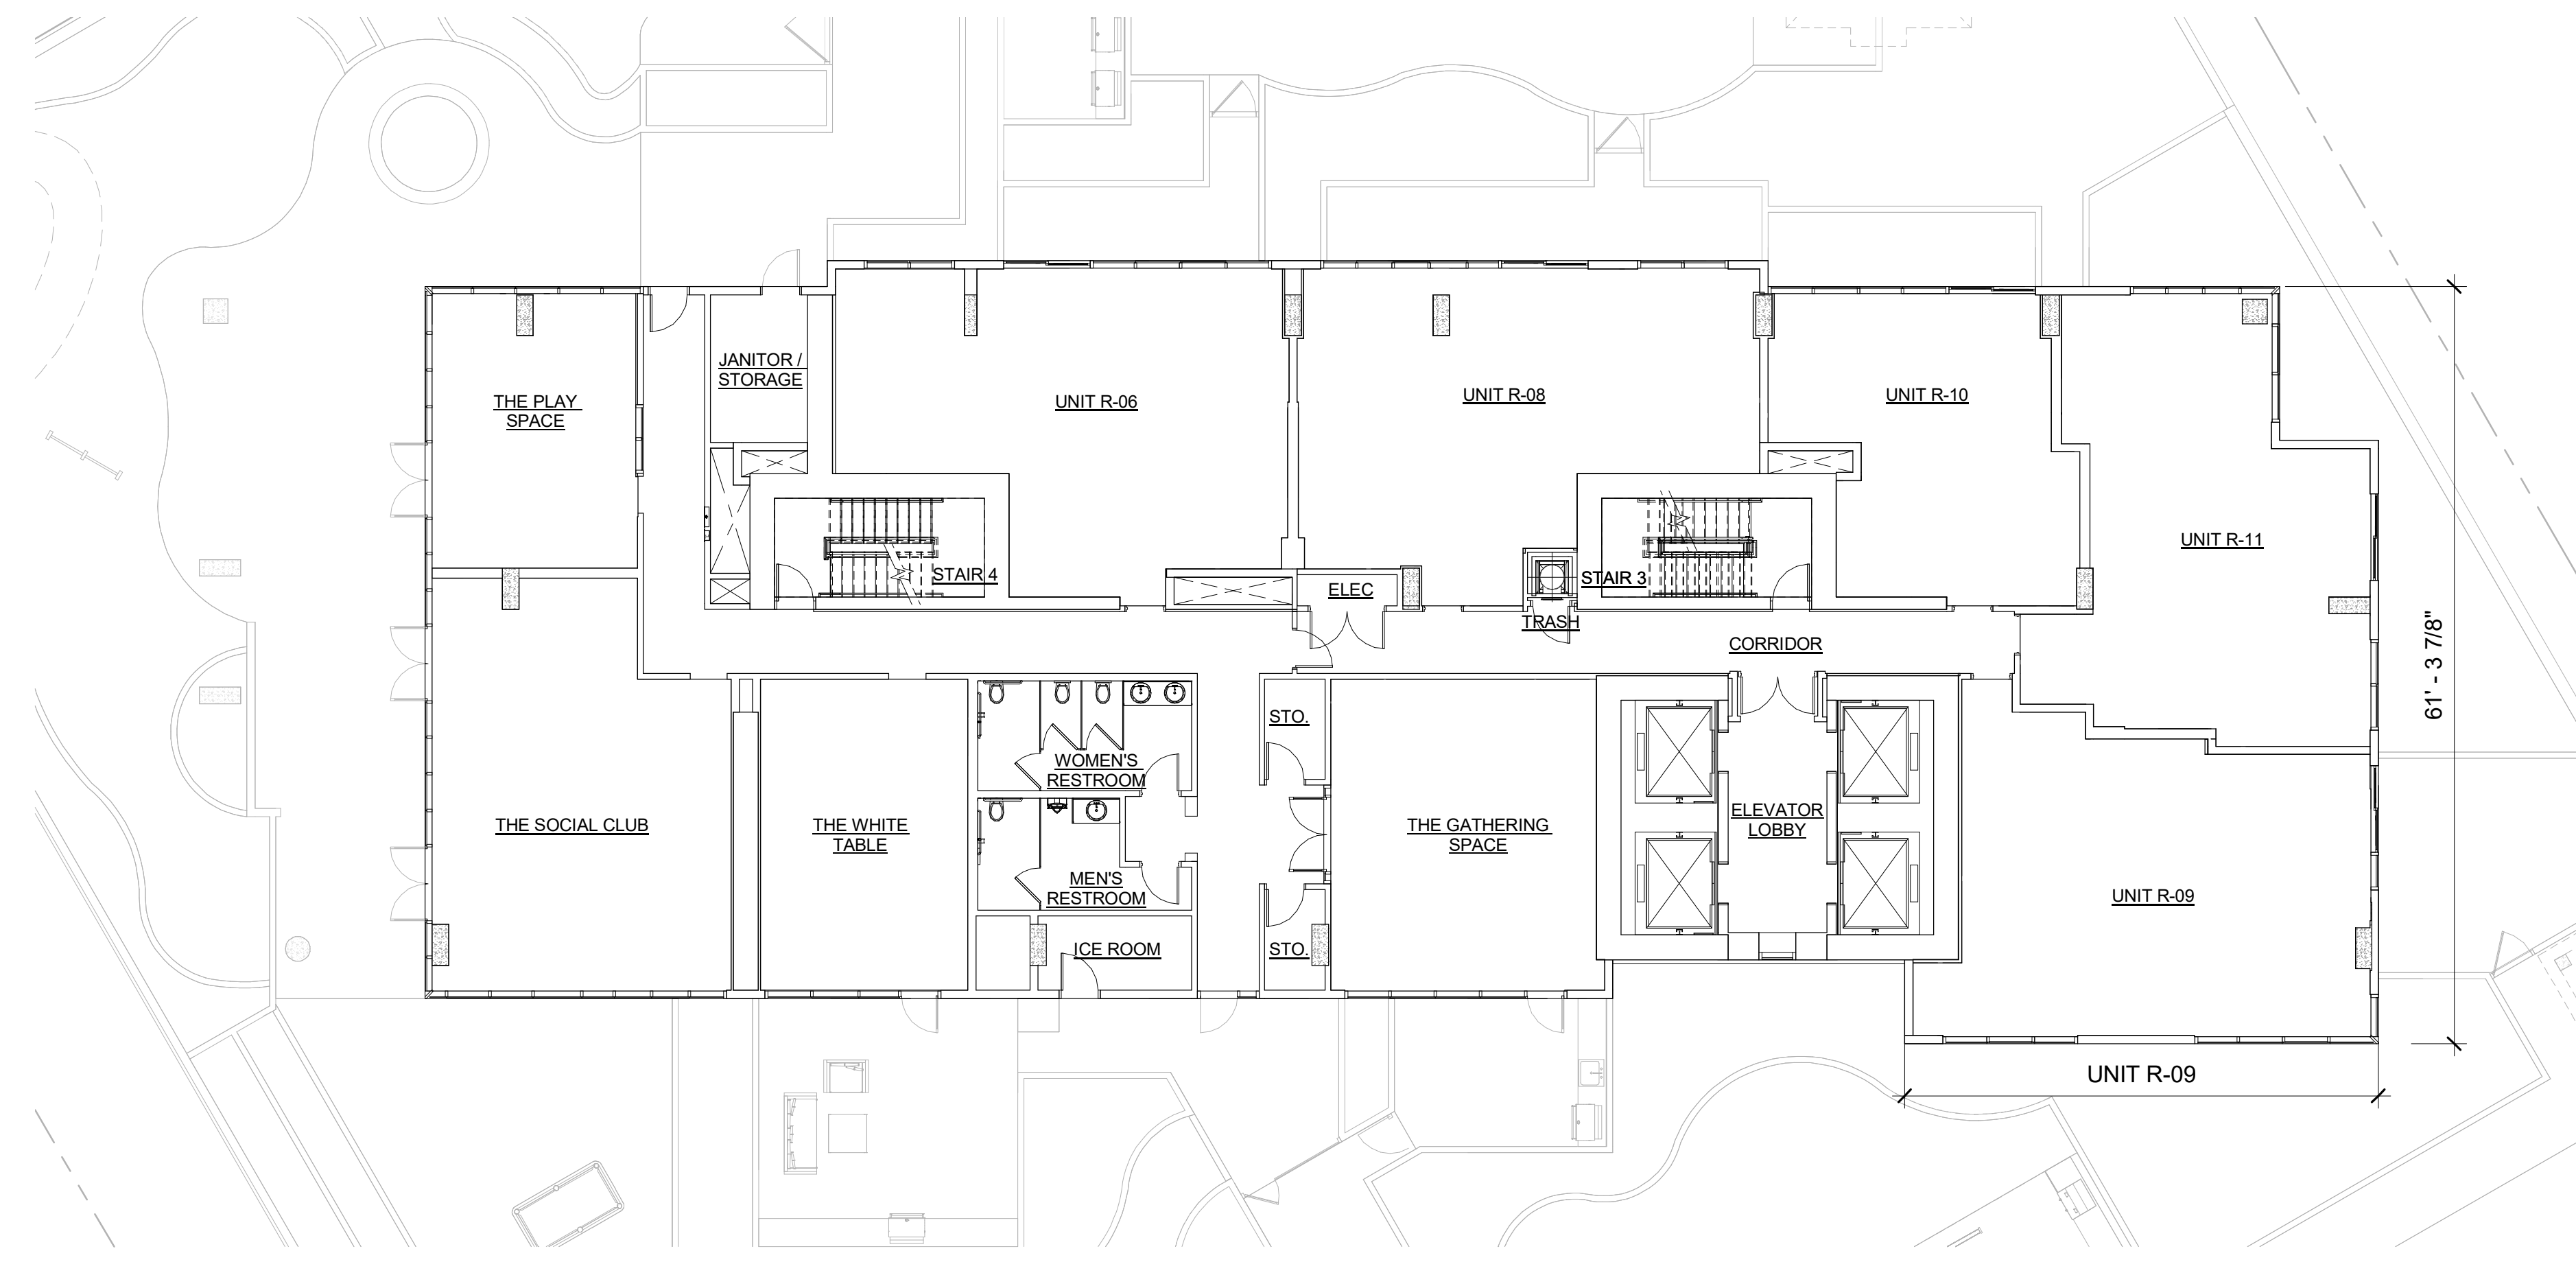 JANITOR /
STORAGE
THE PLAY
SPACE
UNIT R-06
UNIT R-08
UNIT R-10
UNIT R-11
STAIR 4
ELEC
STAIR 3
TRASH
CORRIDOR
61' - 3 7/8"
STO.
WOMEN'S
RESTROOM
THE SOCIAL CLUB
THE WHITE
TABLE
THE GATHERING
SPACE
ELEVATOR
LOBBY
MEN'S
RESTROOM
UNIT R-09
ICE ROOM
STO.
UNIT R-09